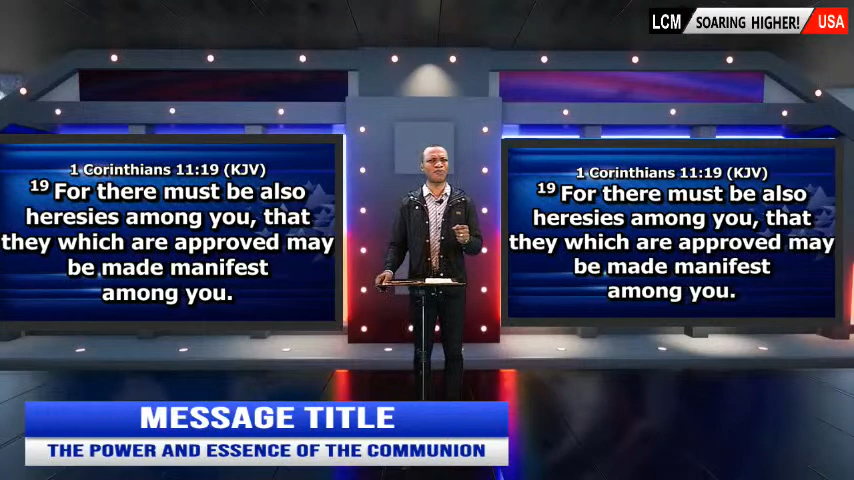 LCM SOARING HIGHER! USA
1 Corinthians 11:19 (KJV)
19 For there must be also
heresies among you, that
they which are approved may
be made manifest
among you.
1 Corinthians 11:19 (KJV)
19 For there must be also
heresies among you, that
they which are approved may
be made manifest
among you.
MESSAGE TITLE
THE POWER AND ESSENCE OF THE COMMUNION